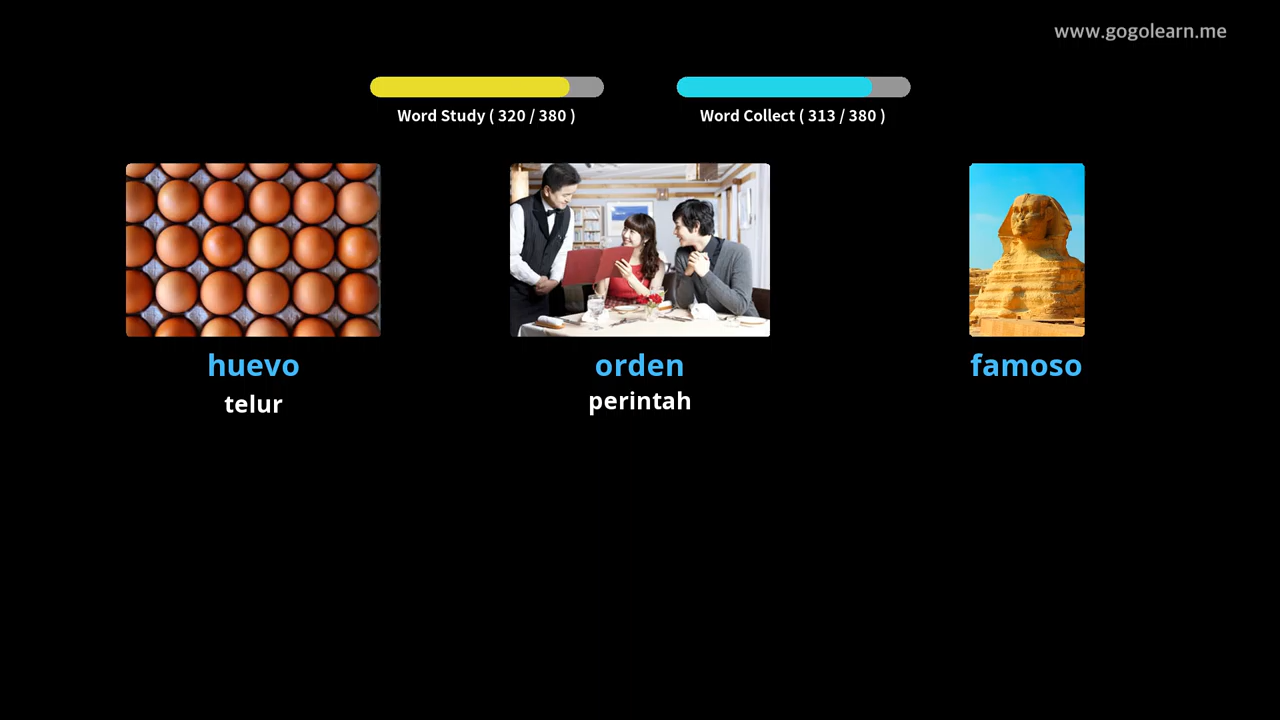 www.gogolearn.me
Word Study ( 320 / 380 )
Word Collect ( 313 / 380 )
huevo
orden
famoso
telur
perintah